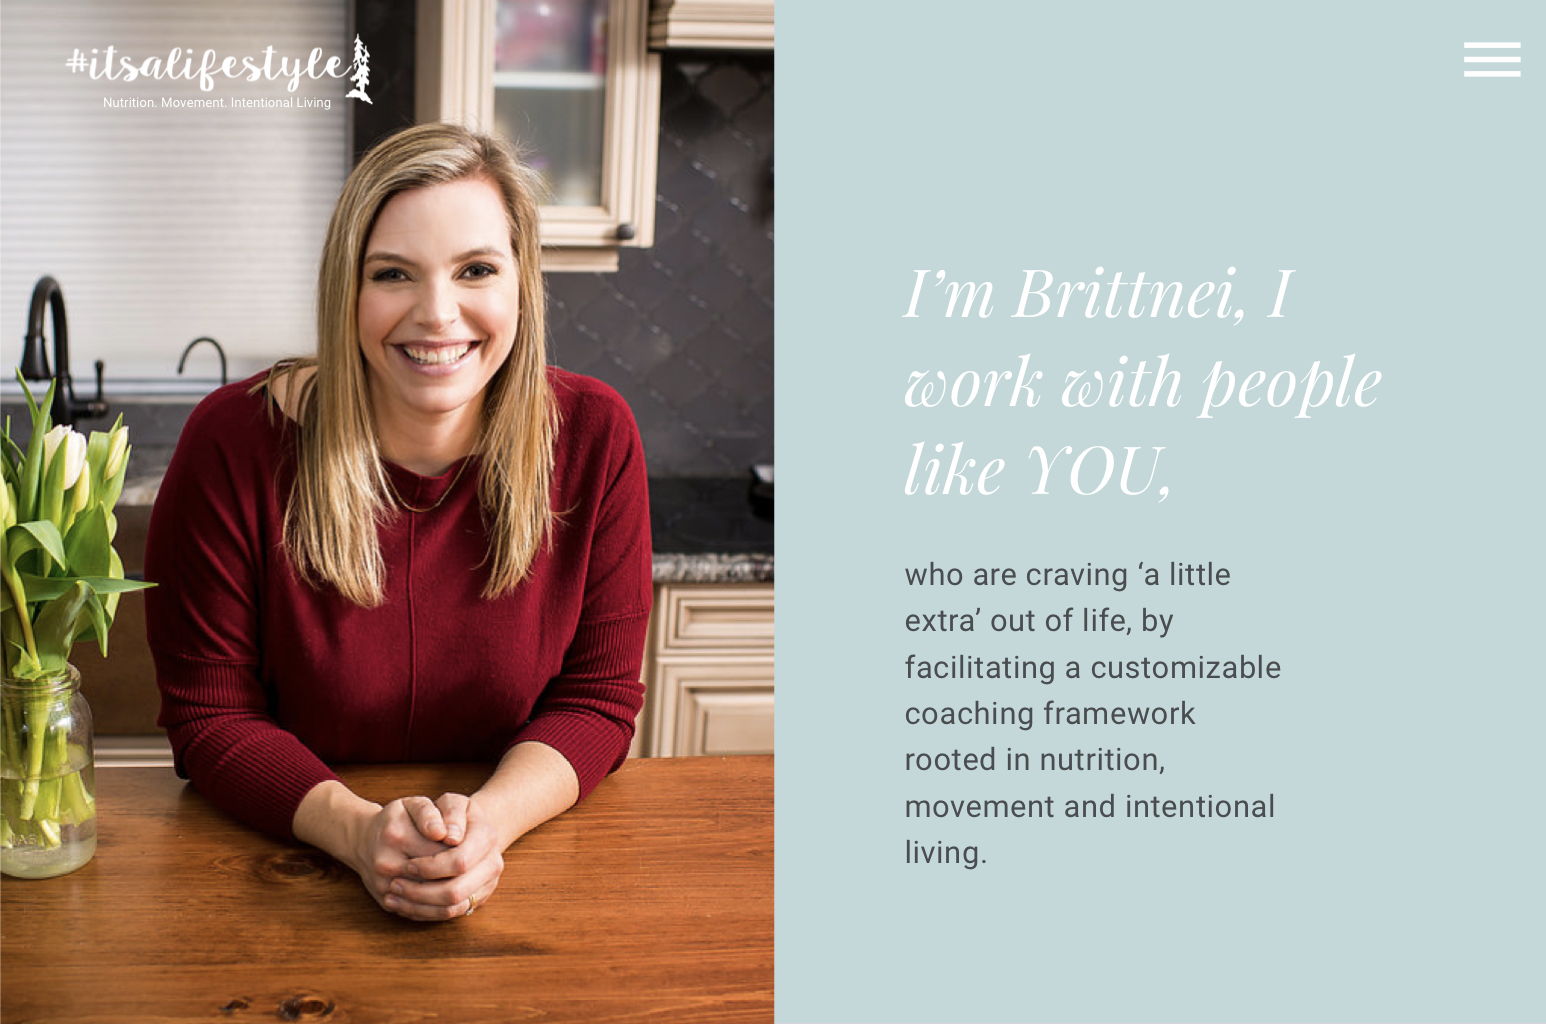 #itsalifestyle
Nutrition. Movement. Intentional Living
I’m Brittnei, I
work with people
like YOU,
who are craving ‘a little
extra’ out of life, by
facilitating a customizable
coaching framework
rooted in nutrition,
movement and intentional
living.